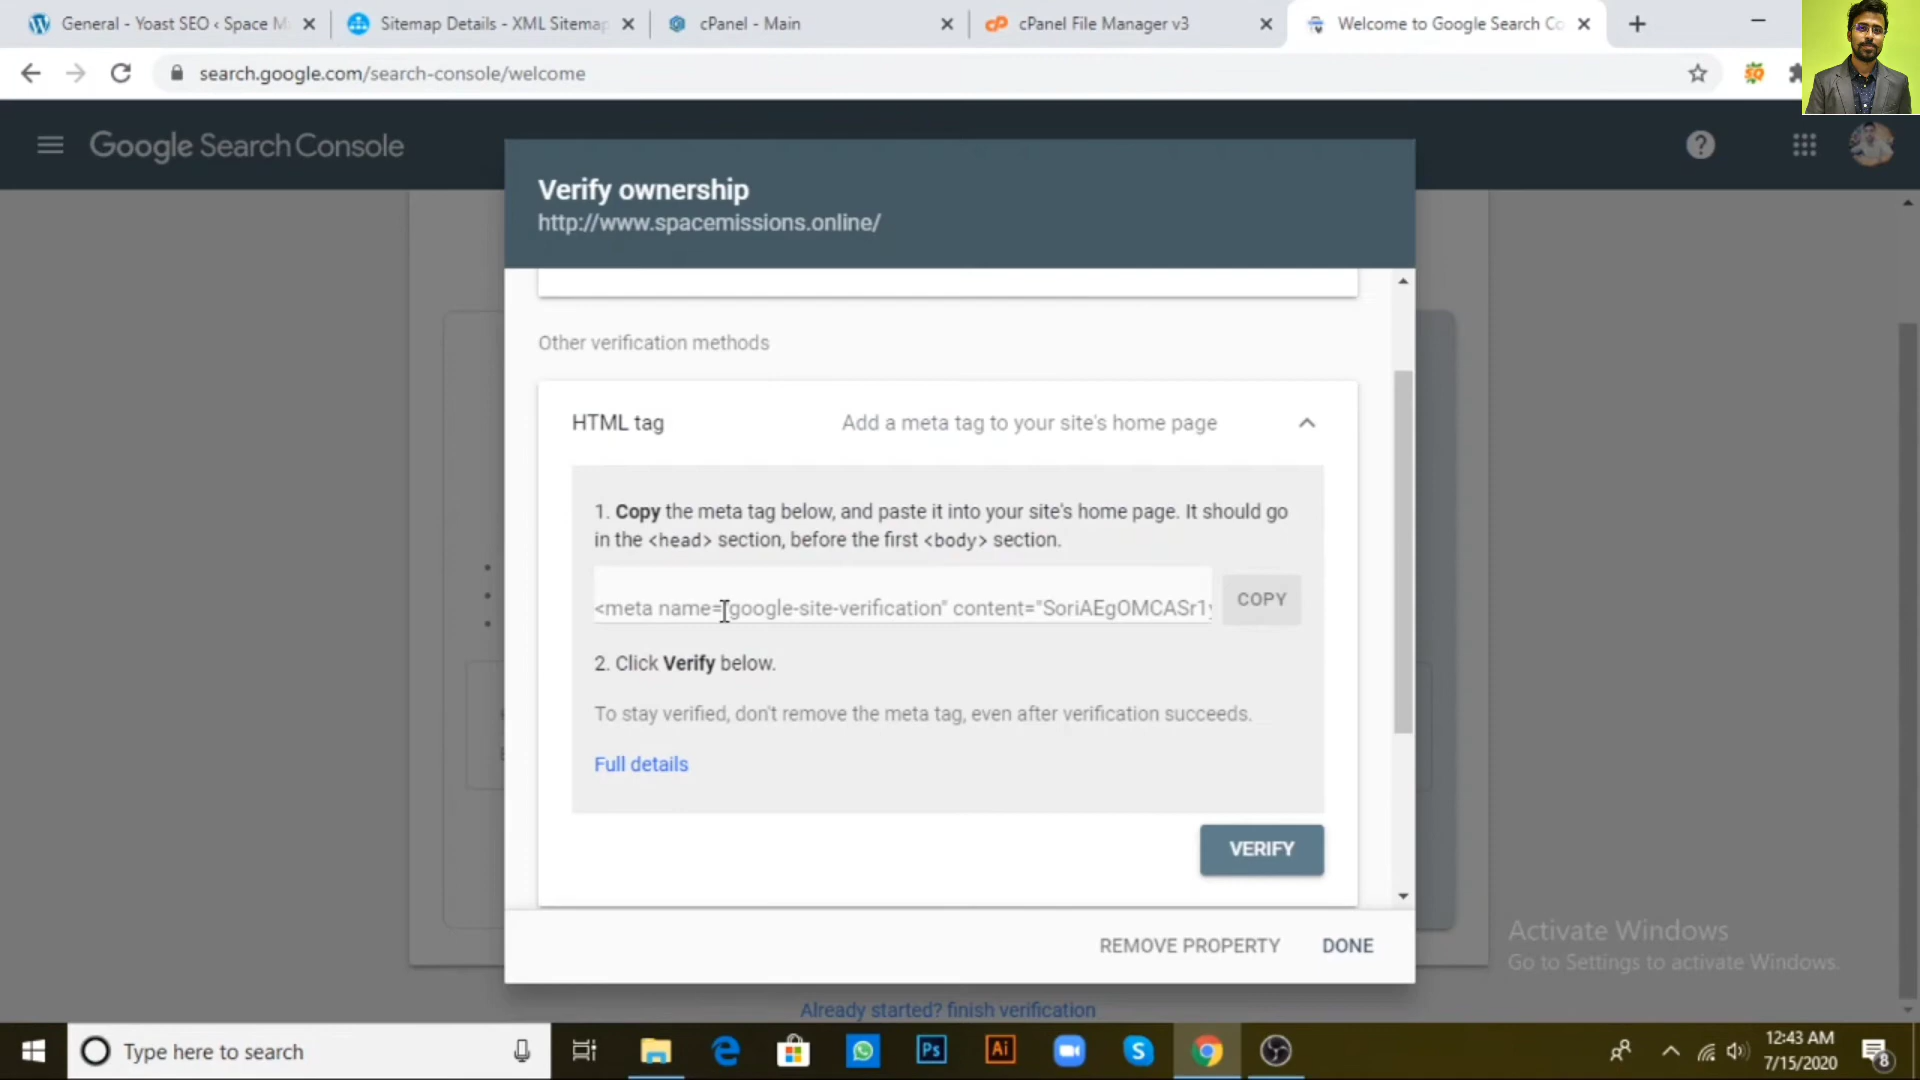 General - Yoast SEO ‹ Space M
Sitemap Details - XML Sitemap
cPanel - Main
cPanel File Manager v3
Welcome to Google Search Co
search.google.com/search-console/welcome
Google Search Console
Verify ownership
http://www.spacemissions.online/
Other verification methods
HTML tag
Add a meta tag to your site's home page
1. Copy the meta tag below, and paste it into your site's home page. It should go
in the <head> section, before the first <body> section.
<meta name="google-site-verification" content="SoriAEgOMCASr1y
COPY
2. Click Verify below.
To stay verified, don't remove the meta tag, even after verification succeeds.
Full details
VERIFY
REMOVE PROPERTY
DONE
Activate Windows
Go to Settings to activate Windows.
Already started? finish verification
Type here to search
Ps
Ai
12:43 AM
7/15/2020
8